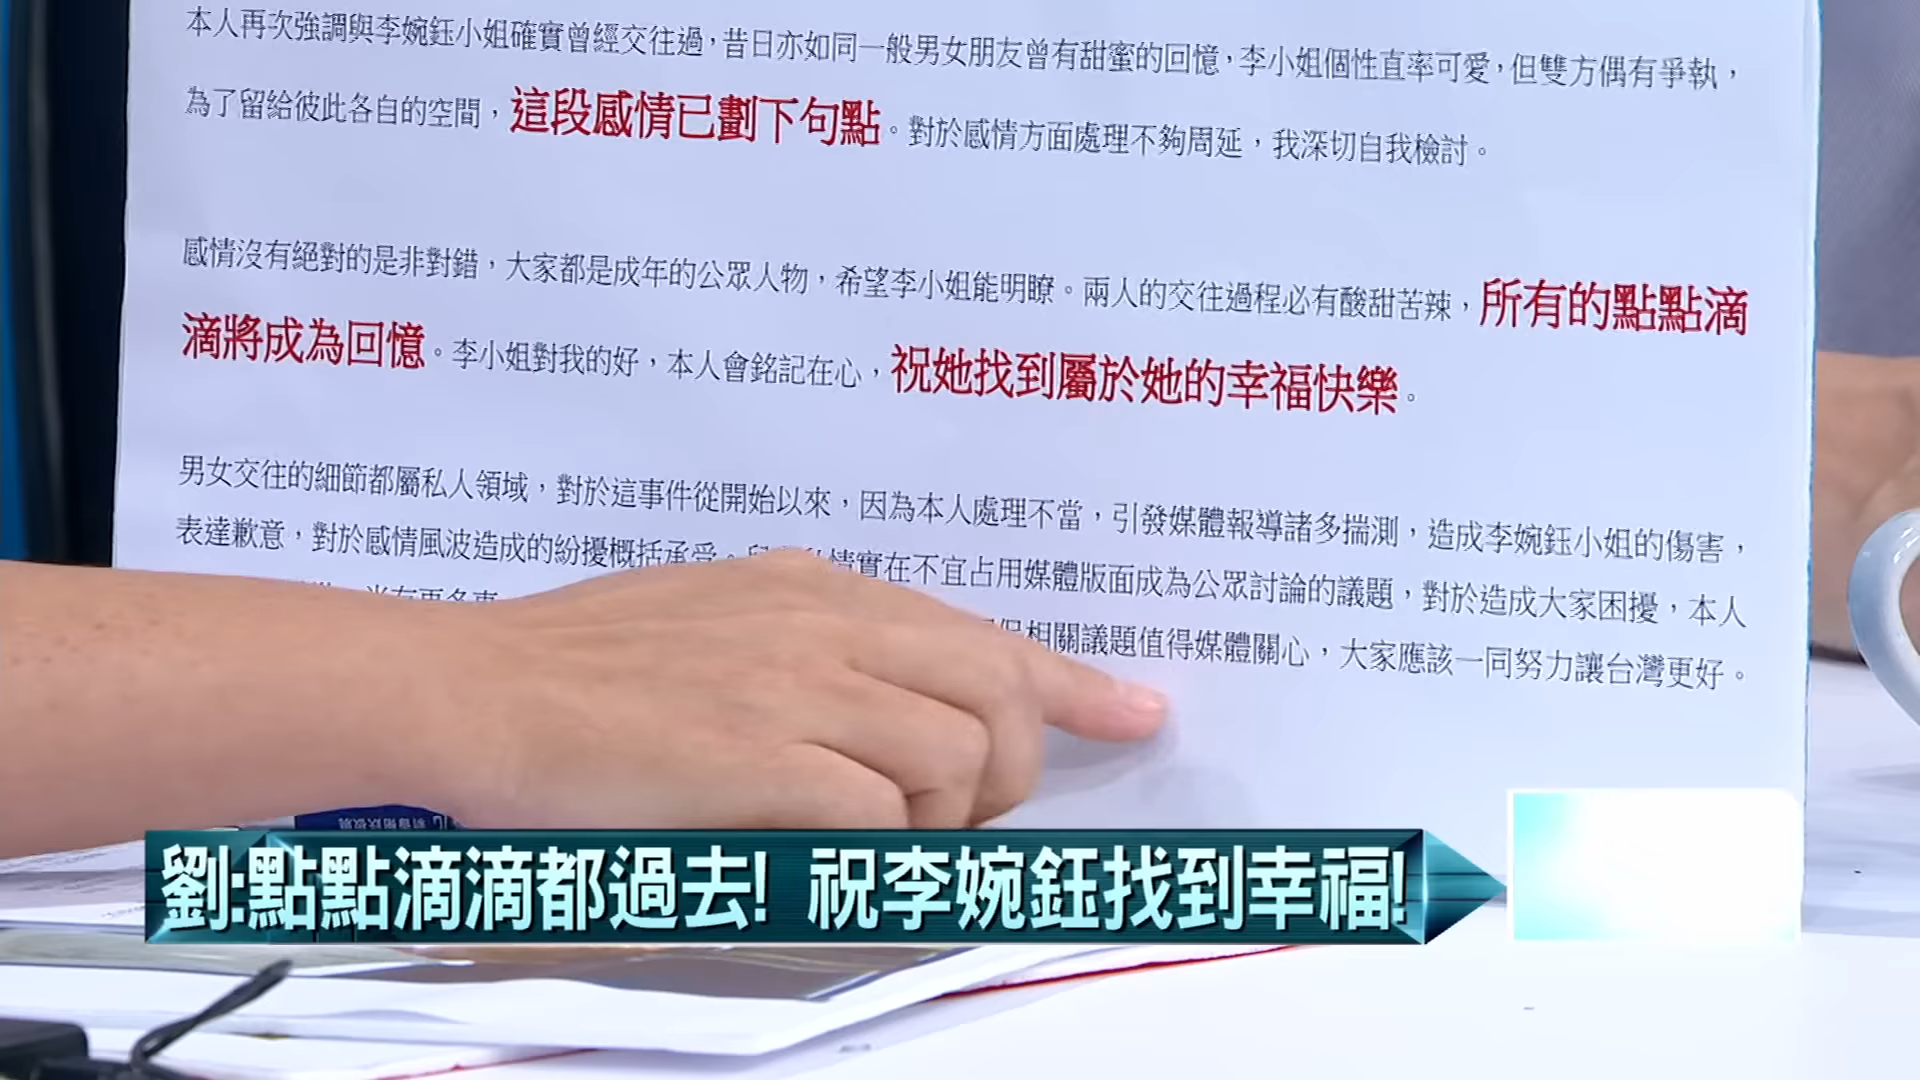 本人再次強調與李婉鈺小姐確實曾經交往過，昔日亦如同一般男女朋友曾有甜蜜的回憶，李小姐個性直率可愛，但雙方偶有爭執，
為了留給彼此各自的空間，這段感情已劃下句點。對於感情方面處理不夠周延，我深切自我檢討。
感情沒有絕對的是非對錯，大家都是成年的公眾人物，希望李小姐能明瞭。兩人的交往過程必有酸甜苦辣，所有的點點滴
滴將成為回憶。李小姐對我的好，本人會銘記在心，祝她找到屬於她的幸福快樂。
男女交往的細節都屬私人領域，對於這事件從開始以來，因為本人處理不當，引發媒體報導諸多揣測，造成李婉鈺小姐的傷害，
表達歉意，對於感情風波造成的紛擾概括承受。 情實在不宜占用媒體版面成為公眾討論的議題，對於造成大家困擾，本人
相關議題值得媒體關心，大家應該一同努力讓台灣更好。
劉:點點滴滴都過去! 祝李婉鈺找到幸福!